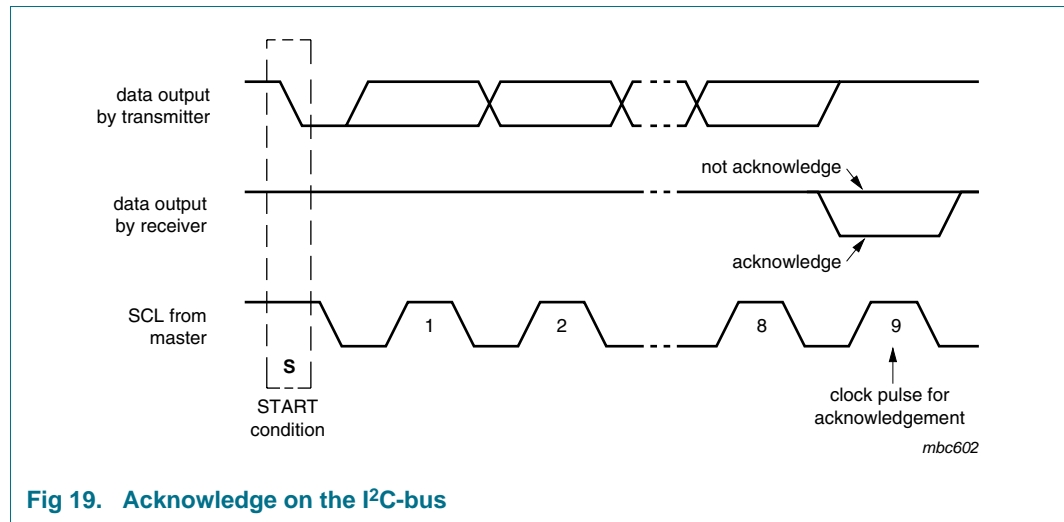 data output
by transmitter
not acknowledge
data output
by receiver
acknowledge
SCL from
master
1
2
8
9
S
START
condition
clock pulse for
acknowledgement
mbc602
Fig 19. Acknowledge on the I²C-bus